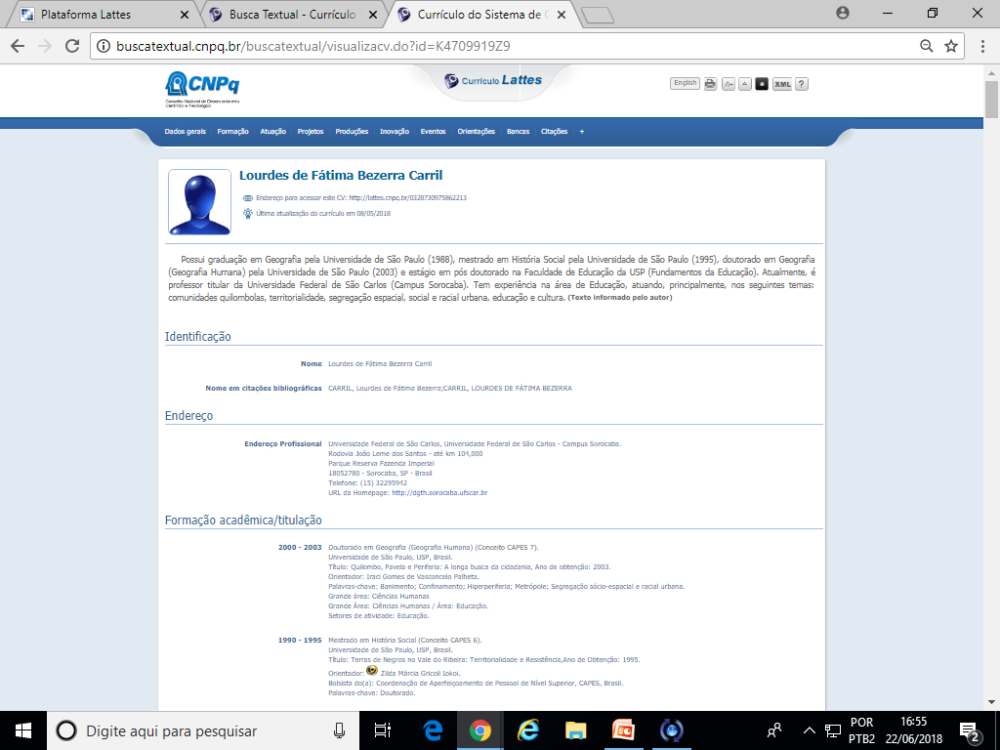 Plataforma Lattes
Busca Textual - Currículo
Currículo do Sistema de C
buscatextual.cnpq.br/buscatextual/visualizacv.do?id=K4709919Z9
CNPq
Conselho Nacional de Desenvolvimento
Científico e Tecnológico
Currículo Lattes
English
A+
A
XML
?
Dados gerais Formação Atuação Projetos Produções Inovação Eventos Orientações Bancas Citações +
Lourdes de Fátima Bezerra Carril
Endereço para acessar este CV: http://lattes.cnpq.br/0328730975862213
Última atualização do currículo em 08/05/2018
Possui graduação em Geografia pela Universidade de São Paulo (1988), mestrado em História Social pela Universidade de São Paulo (1995), doutorado em Geografia
(Geografia Humana) pela Universidade de São Paulo (2003) e estágio em pós doutorado na Faculdade de Educação da USP (Fundamentos da Educação). Atualmente, é
professor titular da Universidade Federal de São Carlos (Campus Sorocaba). Tem experiência na área de Educação, atuando, principalmente, nos seguintes temas:
comunidades quilombolas, territorialidade, segregação espacial, social e racial urbana, educação e cultura. (Texto informado pelo autor)
Identificação
Nome Lourdes de Fátima Bezerra Carril
Nome em citações bibliográficas CARRIL, Lourdes de Fátima Bezerra;CARRIL, LOURDES DE FÁTIMA BEZERRA
Endereço
Endereço Profissional Universidade Federal de São Carlos, Universidade Federal de São Carlos - Campus Sorocaba.
Rodovia João Leme dos Santos - até km 104,000
Parque Reserva Fazenda Imperial
18052780 - Sorocaba, SP - Brasil
Telefone: (15) 32295942
URL da Homepage: http://dgth.sorocaba.ufscar.br
Formação acadêmica/titulação
2000 - 2003 Doutorado em Geografia (Geografia Humana) (Conceito CAPES 7).
Universidade de São Paulo, USP, Brasil.
Título: Quilombo, Favela e Periferia: A longa busca da cidadania, Ano de obtenção: 2003.
Orientador: Iraci Gomes de Vasconcelo Palheta.
Palavras-chave: Banimento; Confinamento; Hiperperiferia; Metrópole; Segregação sócio-espacial e racial urbana.
Grande área: Ciências Humanas
Grande Área: Ciências Humanas / Área: Educação.
Setores de atividade: Educação.
1990 - 1995 Mestrado em História Social (Conceito CAPES 6).
Universidade de São Paulo, USP, Brasil.
Título: Terras de Negros no Vale do Ribeira: Territorialidade e Resistência,Ano de Obtenção: 1995.
Orientador: Zilda Márcia Gricoli Iokoi.
Bolsista do(a): Coordenação de Aperfeiçoamento de Pessoal de Nível Superior, CAPES, Brasil.
Palavras-chave: Doutorado.
Digite aqui para pesquisar
POR
PTB2
16:55
22/06/2018
2